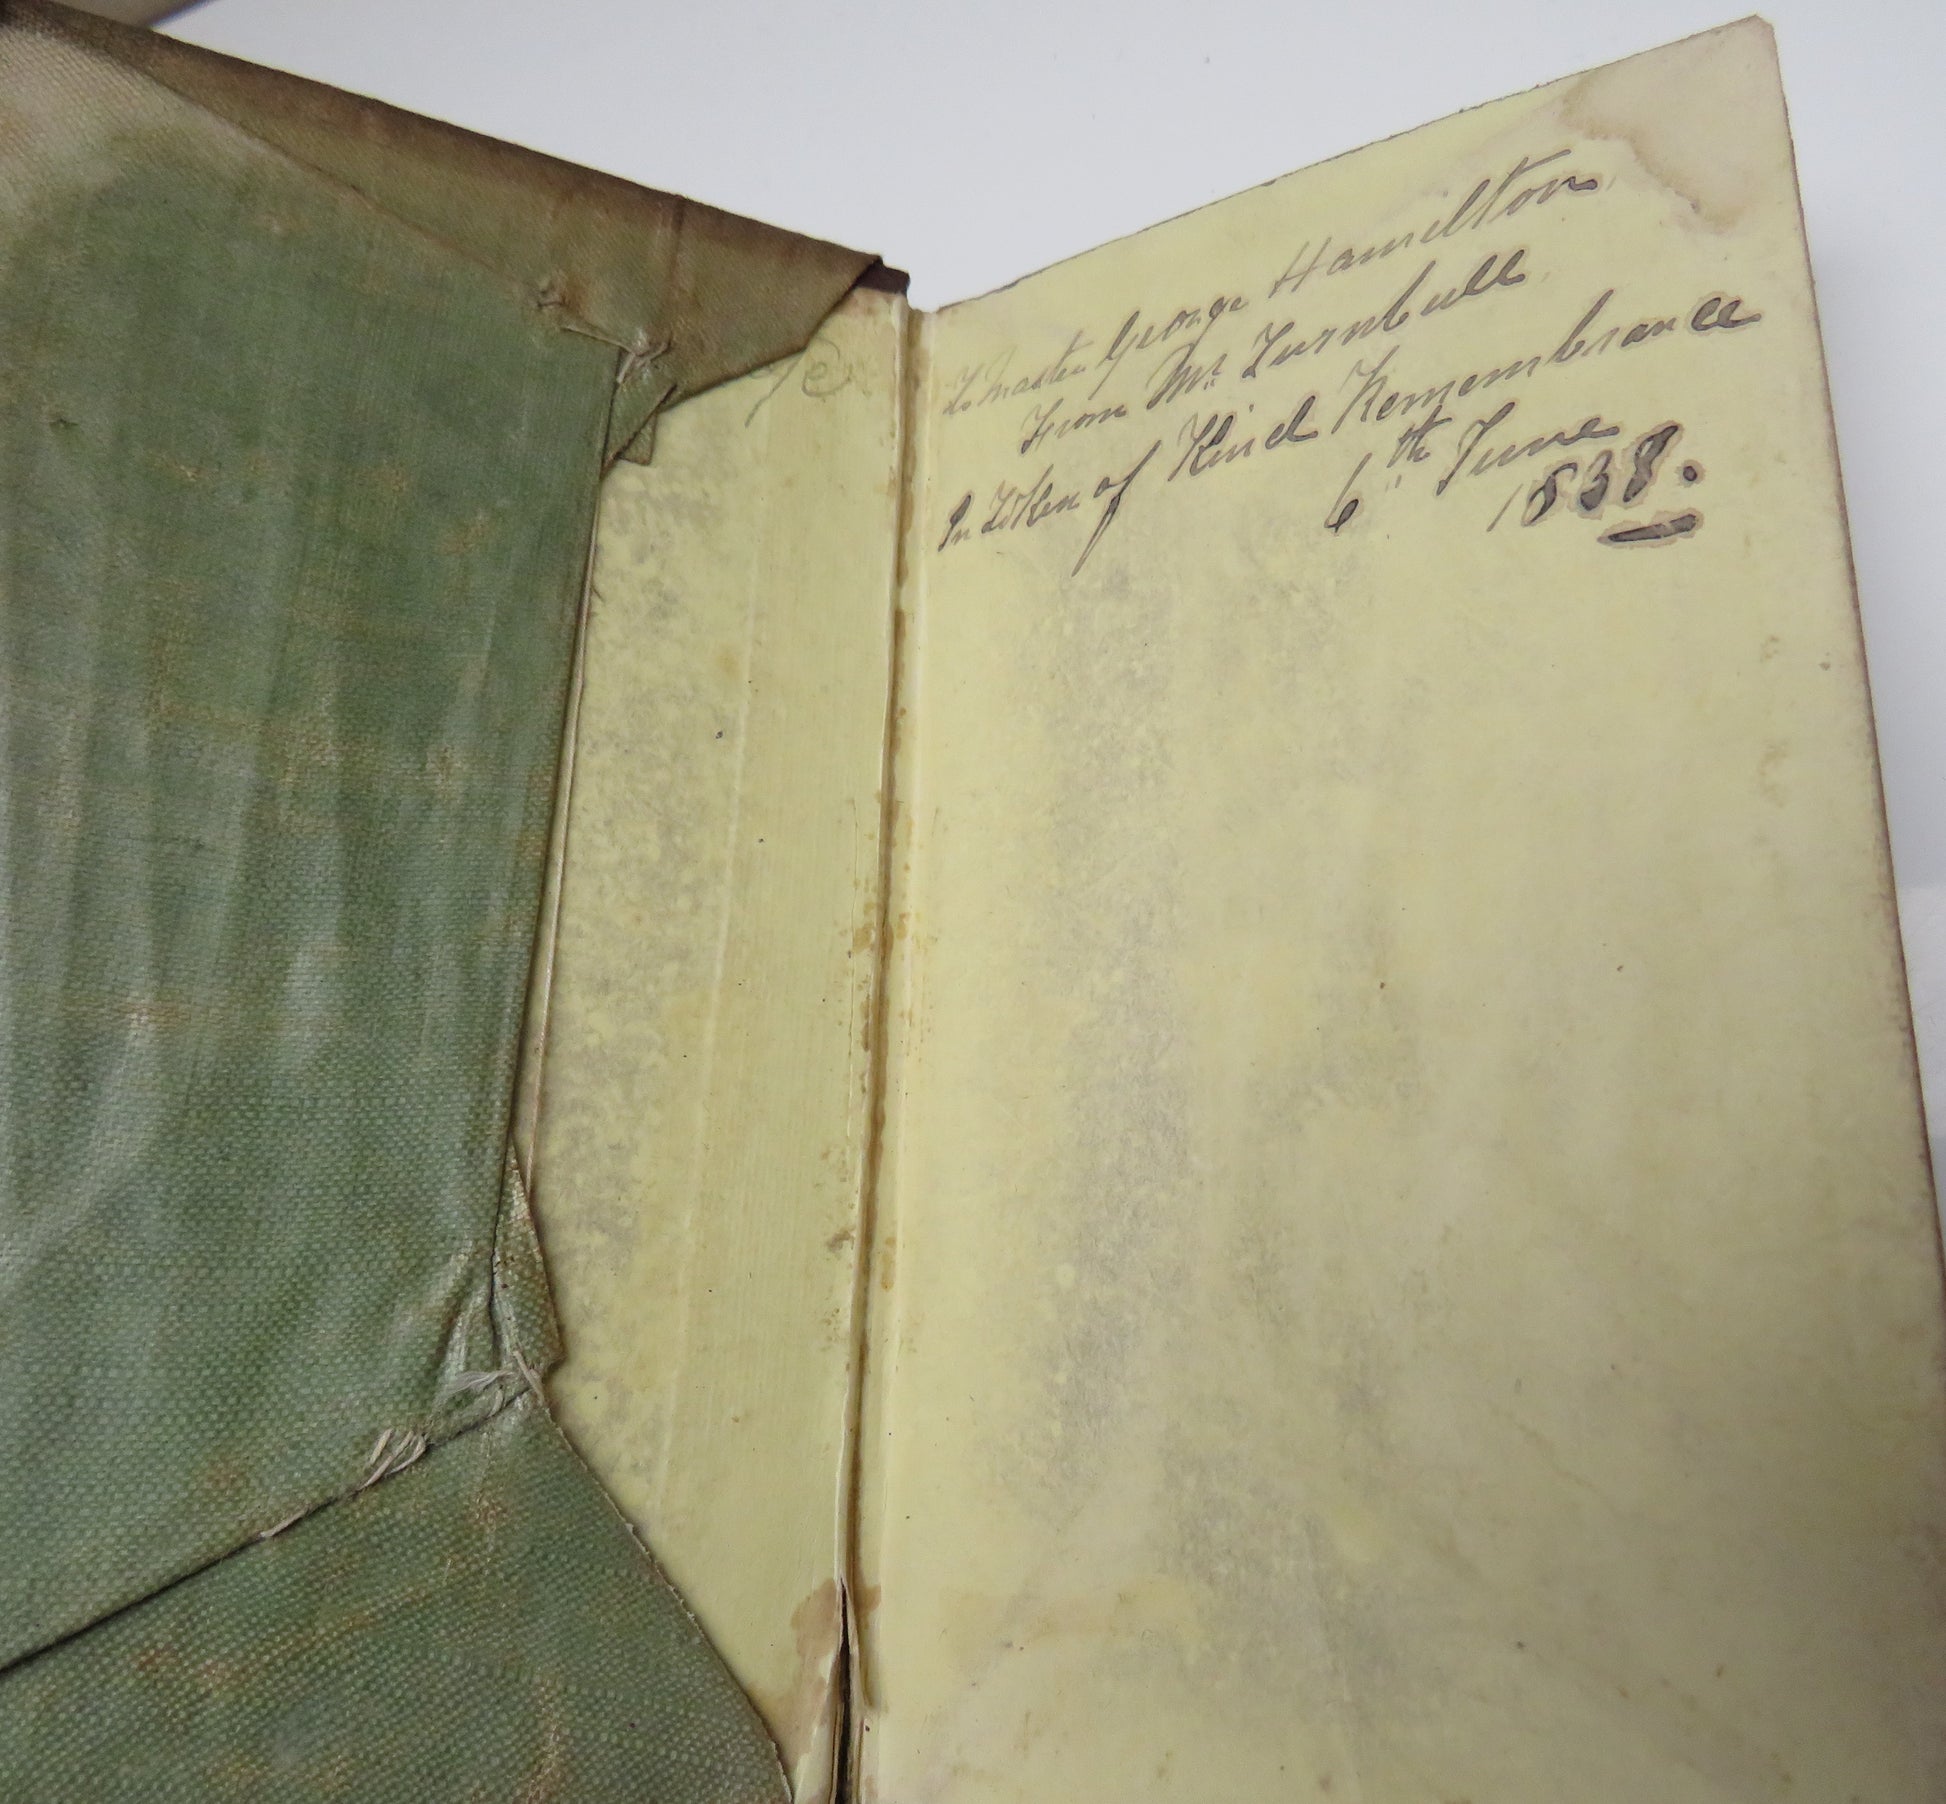 To Master George Hamilton
From Mr. Turnbull
In Token of Kind Remembrance
6th June
1838.